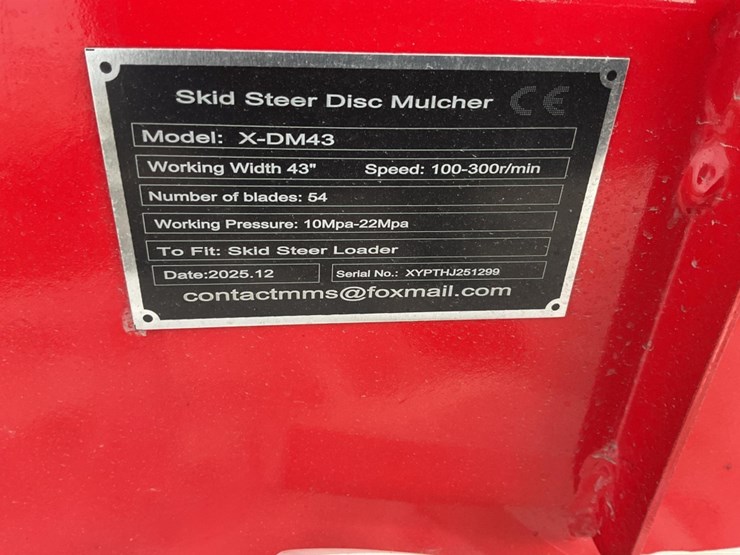 Skid Steer Disc Mulcher CE
Model: X-DM43
Working Width 43" Speed: 100-300r/min
Number of blades: 54
Working Pressure: 10Mpa-22Mpa
To Fit: Skid Steer Loader
Date:2025.12 Serial No.: XYPTHJ251299
contactmms@foxmail.com